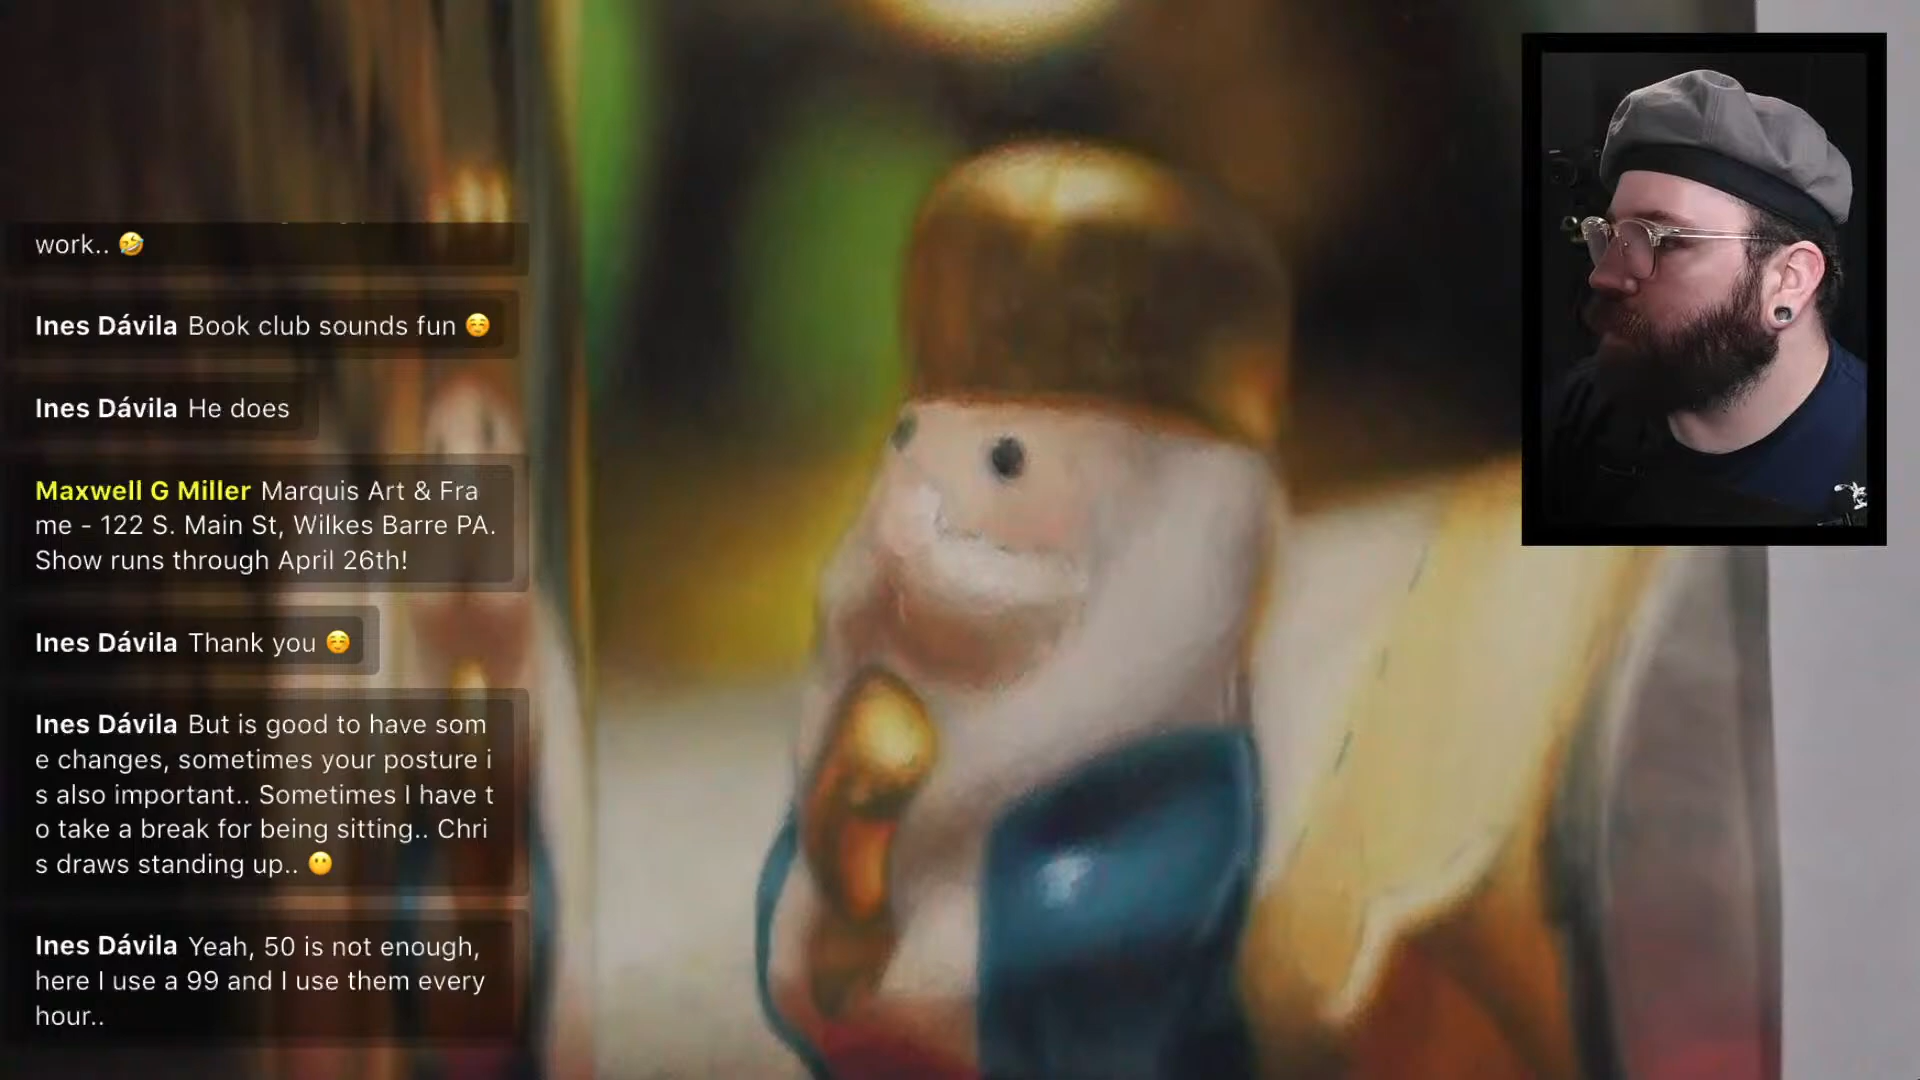 work.. 🤣
Ines Dávila Book club sounds fun ☺️
Ines Dávila He does
Maxwell G Miller Marquis Art & Fra
me - 122 S. Main St, Wilkes Barre PA.
Show runs through April 26th!
Ines Dávila Thank you ☺️
Ines Dávila But is good to have som
e changes, sometimes your posture i
s also important.. Sometimes I have t
o take a break for being sitting.. Chri
s draws standing up.. 😶
Ines Dávila Yeah, 50 is not enough,
here I use a 99 and I use them every
hour..